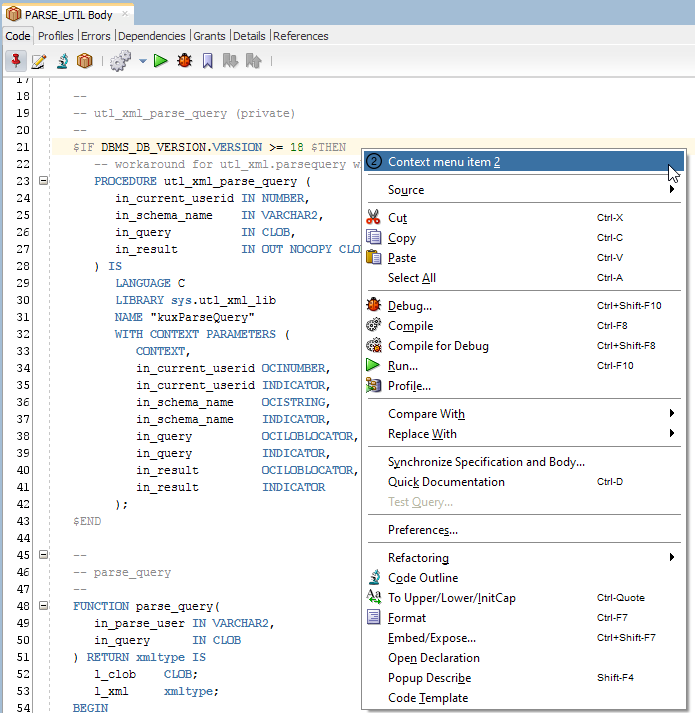 PARSE_UTIL Body ×
Code Profiles Errors Dependencies Grants Details References
17
18 --
19 -- utl_xml_parse_query (private)
20 --
21 $IF DBMS_DB_VERSION.VERSION >= 18 $THEN
22 -- workaround for utl_xml.parsequery w
23 PROCEDURE utl_xml_parse_query (
24 in_current_userid IN NUMBER,
25 in_schema_name IN VARCHAR2,
26 in_query IN CLOB,
27 in_result IN OUT NOCOPY CLO
28 ) IS
29 LANGUAGE C
30 LIBRARY sys.utl_xml_lib
31 NAME "kuxParseQuery"
32 WITH CONTEXT PARAMETERS (
33 CONTEXT,
34 in_current_userid OCINUMBER,
35 in_current_userid INDICATOR,
36 in_schema_name OCISTRING,
37 in_schema_name INDICATOR,
38 in_query OCILOBLOCATOR,
39 in_query INDICATOR,
40 in_result OCILOBLOCATOR,
41 in_result INDICATOR
42 );
43 $END
44
45 --
46 -- parse_query
47 --
48 FUNCTION parse_query(
49 in_parse_user IN VARCHAR2,
50 in_query IN CLOB
51 ) RETURN xmltype IS
52 l_clob CLOB;
53 l_xml xmltype;
54 BEGIN
2 Context menu item 2
Source
Cut Ctrl-X
Copy Ctrl-C
Paste Ctrl-V
Select All Ctrl-A
Debug... Ctrl+Shift-F10
Compile Ctrl-F8
Compile for Debug Ctrl+Shift-F8
Run... Ctrl-F10
Profile...
Compare With
Replace With
Synchronize Specification and Body...
Quick Documentation Ctrl-D
Test Query...
Preferences...
Refactoring
Code Outline
To Upper/Lower/InitCap Ctrl-Quote
Format Ctrl-F7
Embed/Expose... Ctrl+Shift-F7
Open Declaration
Popup Describe Shift-F4
Code Template